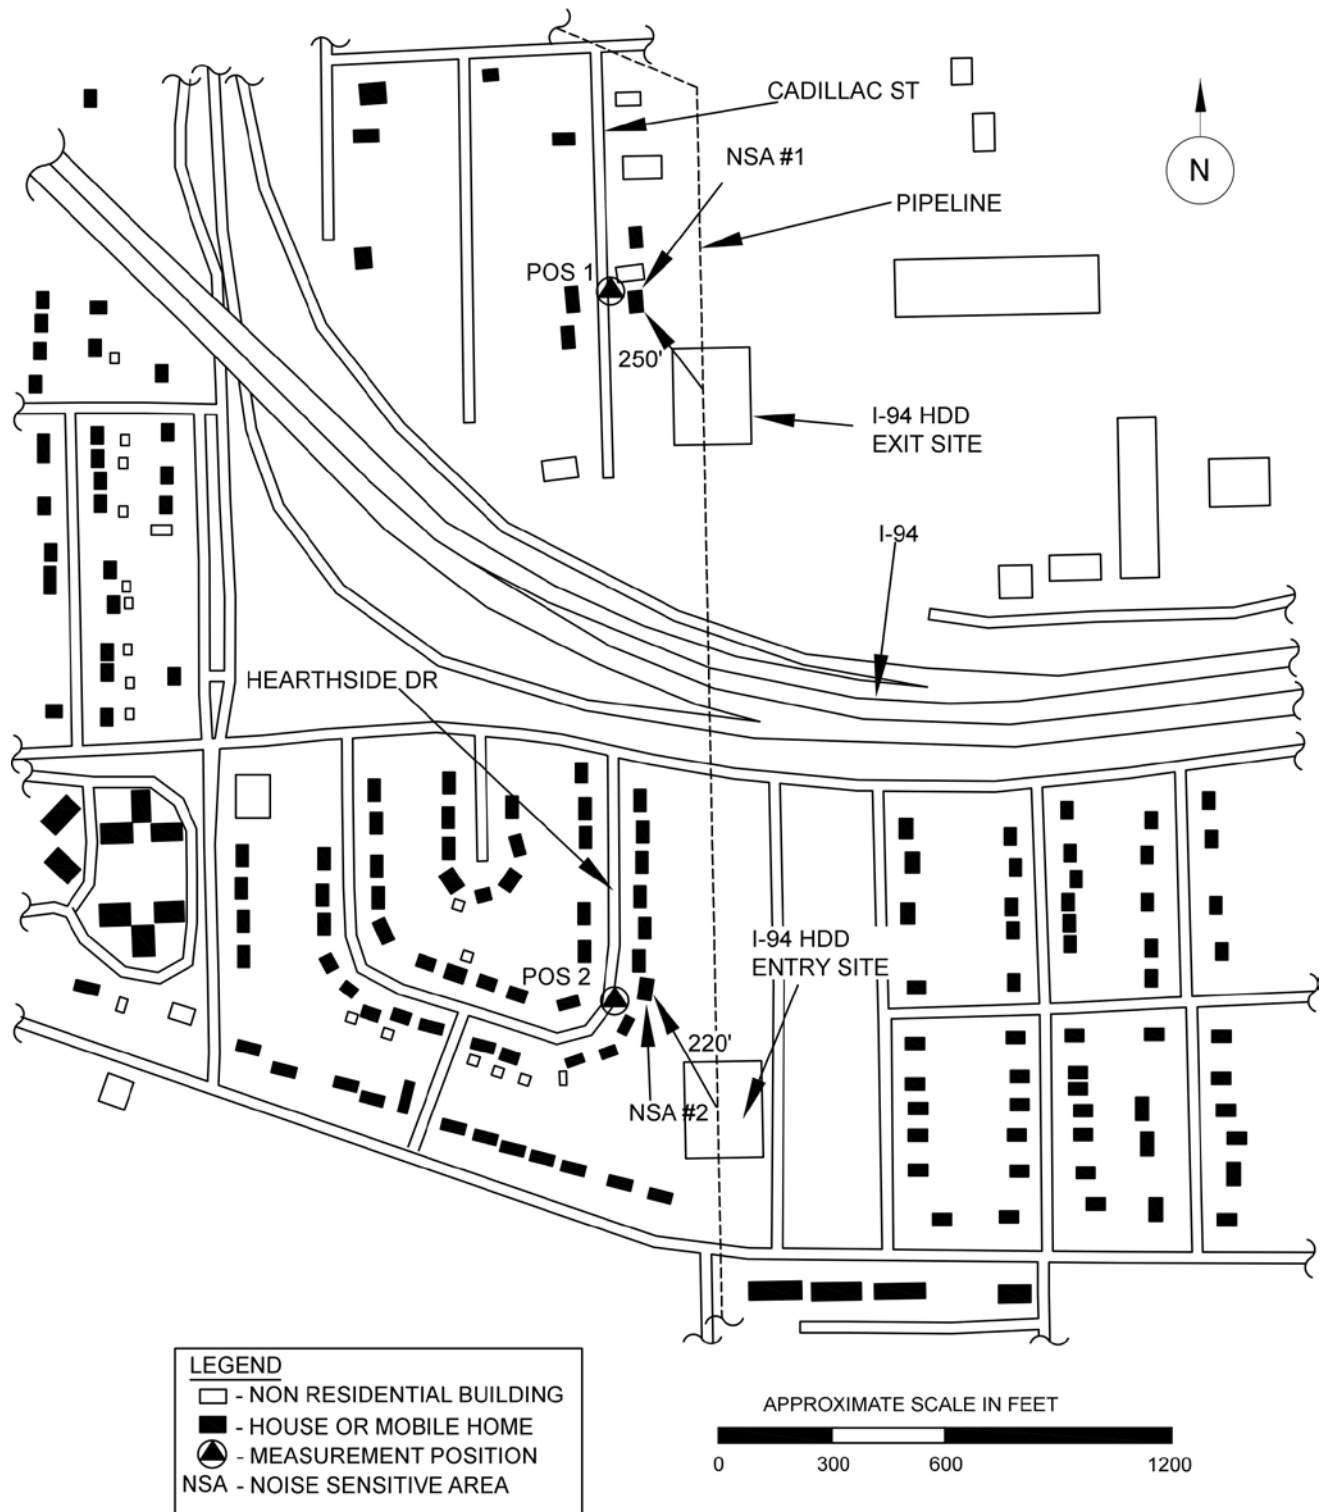 CADILLAC ST
NSA #1
N
PIPELINE
POS 1
250'
I-94 HDD
EXIT SITE
I-94
HEARTHSIDE DR
I-94 HDD
ENTRY SITE
POS 2
220'
NSA #2
LEGEND
- NON RESIDENTIAL BUILDING
- HOUSE OR MOBILE HOME
- MEASUREMENT POSITION
NSA - NOISE SENSITIVE AREA
APPROXIMATE SCALE IN FEET
0 300 600 1200